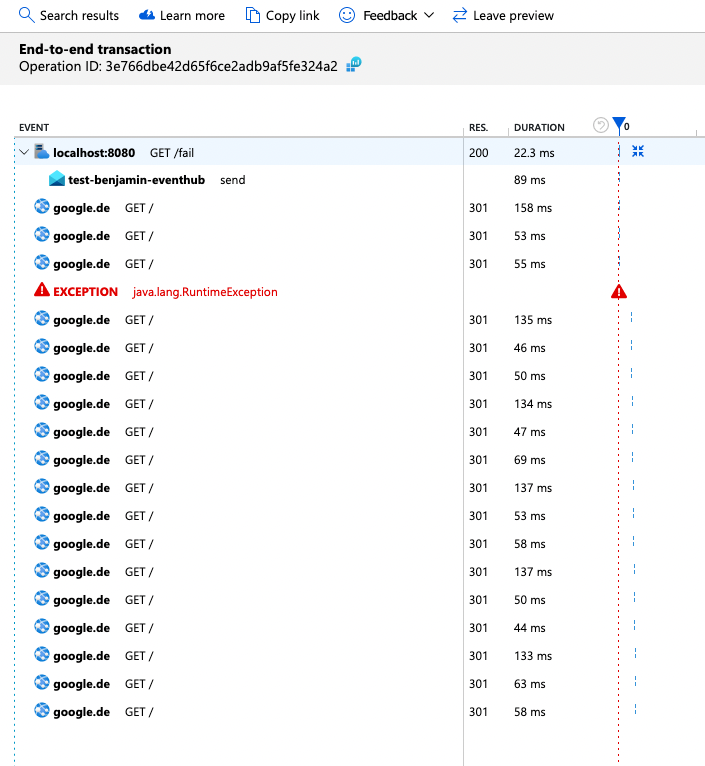 Search results Learn more Copy link Feedback Leave preview
End-to-end transaction
Operation ID: 3e766dbe42d65f6ce2adb9af5fe324a2
EVENT RES. DURATION ? 0
localhost:8080 GET /fail 200 22.3 ms
test-benjamin-eventhub send 89 ms
google.de GET / 301 158 ms
google.de GET / 301 53 ms
google.de GET / 301 55 ms
EXCEPTION java.lang.RuntimeException
google.de GET / 301 135 ms
google.de GET / 301 46 ms
google.de GET / 301 50 ms
google.de GET / 301 134 ms
google.de GET / 301 47 ms
google.de GET / 301 69 ms
google.de GET / 301 137 ms
google.de GET / 301 53 ms
google.de GET / 301 58 ms
google.de GET / 301 137 ms
google.de GET / 301 50 ms
google.de GET / 301 44 ms
google.de GET / 301 133 ms
google.de GET / 301 63 ms
google.de GET / 301 58 ms